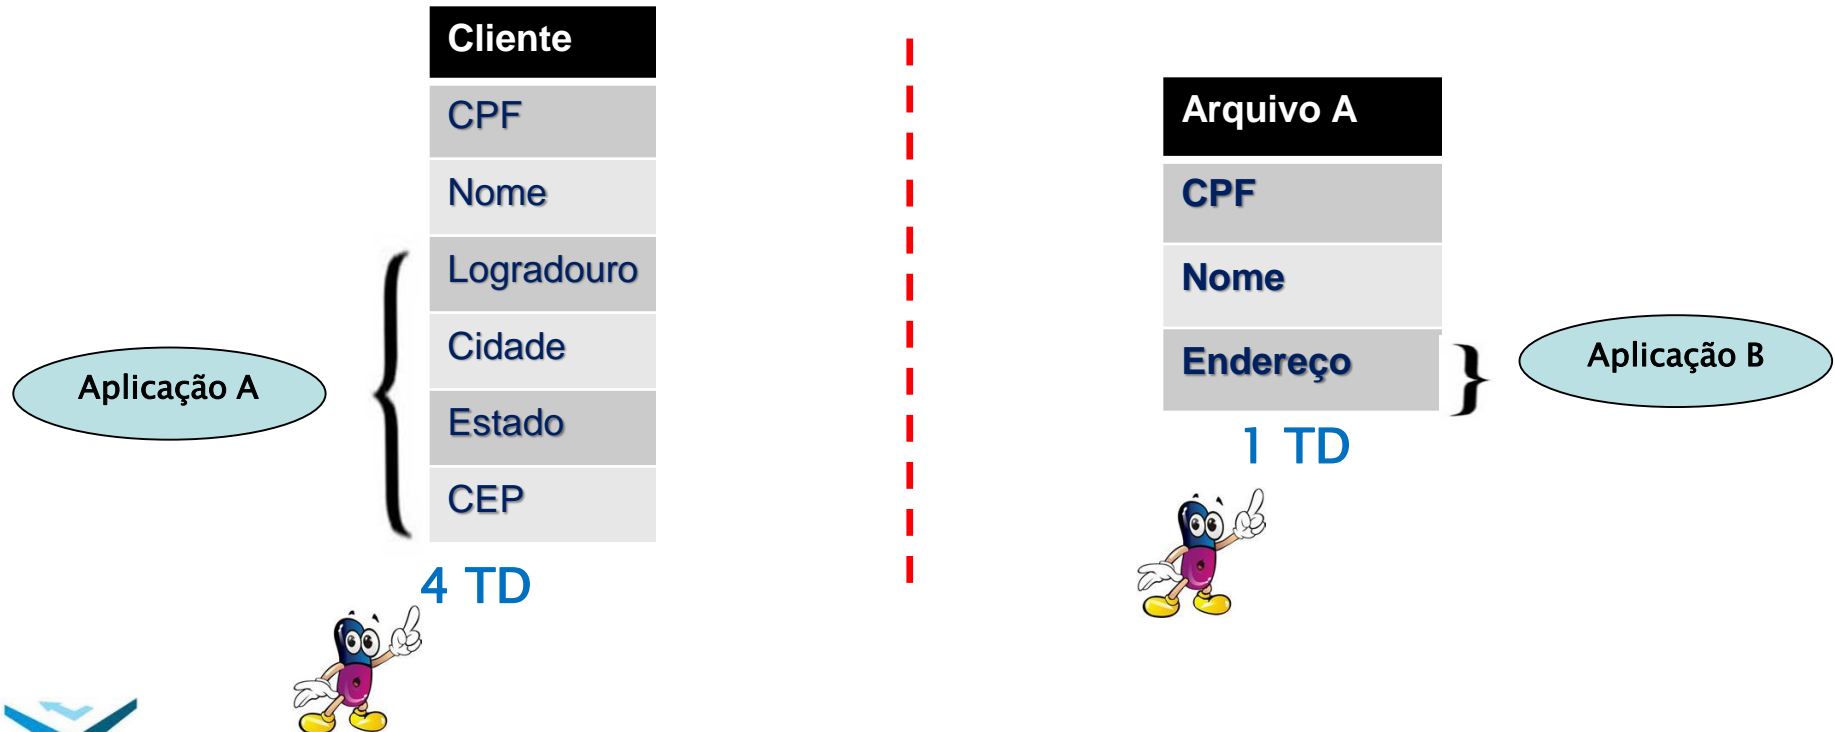 Cliente
CPF
Nome
Logradouro
Cidade
Estado
CEP
Aplicação A
4 TD
Arquivo A
CPF
Nome
Endereço
Aplicação B
1 TD